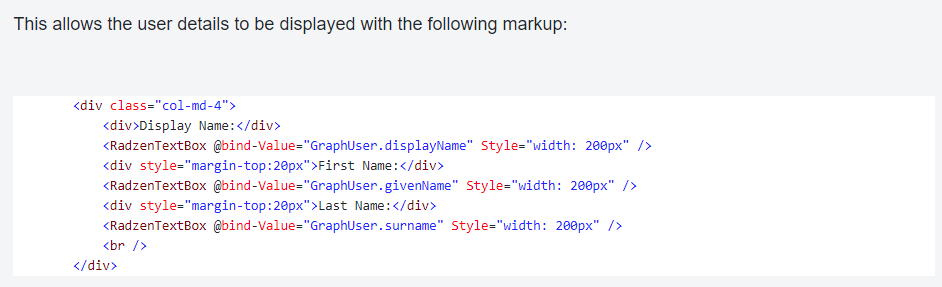 This allows the user details to be displayed with the following markup:
<div class="col-md-4">
<div>Display Name:</div>
<RadzenTextBox @bind-Value="GraphUser.displayName" Style="width: 200px" />
<div style="margin-top:20px">First Name:</div>
<RadzenTextBox @bind-Value="GraphUser.givenName" Style="width: 200px" />
<div style="margin-top:20px">Last Name:</div>
<RadzenTextBox @bind-Value="GraphUser.surname" Style="width: 200px" />
<br />
</div>